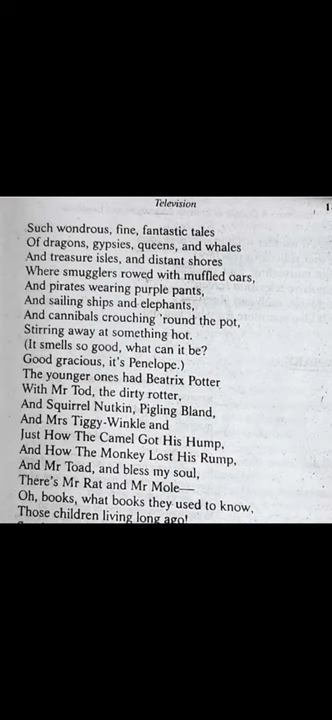 Television
1
Such wondrous, fine, fantastic tales
Of dragons, gypsies, queens, and whales
And treasure isles, and distant shores
Where smugglers rowed with muffled oars,
And pirates wearing purple pants,
And sailing ships and elephants,
And cannibals crouching 'round the pot,
Stirring away at something hot.
(It smells so good, what can it be?
Good gracious, it's Penelope.)
The younger ones had Beatrix Potter
With Mr Tod, the dirty rotter,
And Squirrel Nutkin, Pigling Bland,
And Mrs Tiggy-Winkle and
Just How The Camel Got His Hump,
And How The Monkey Lost His Rump,
And Mr Toad, and bless my soul,
There's Mr Rat and Mr Mole—
Oh, books, what books they used to know,
Those children living long ago!